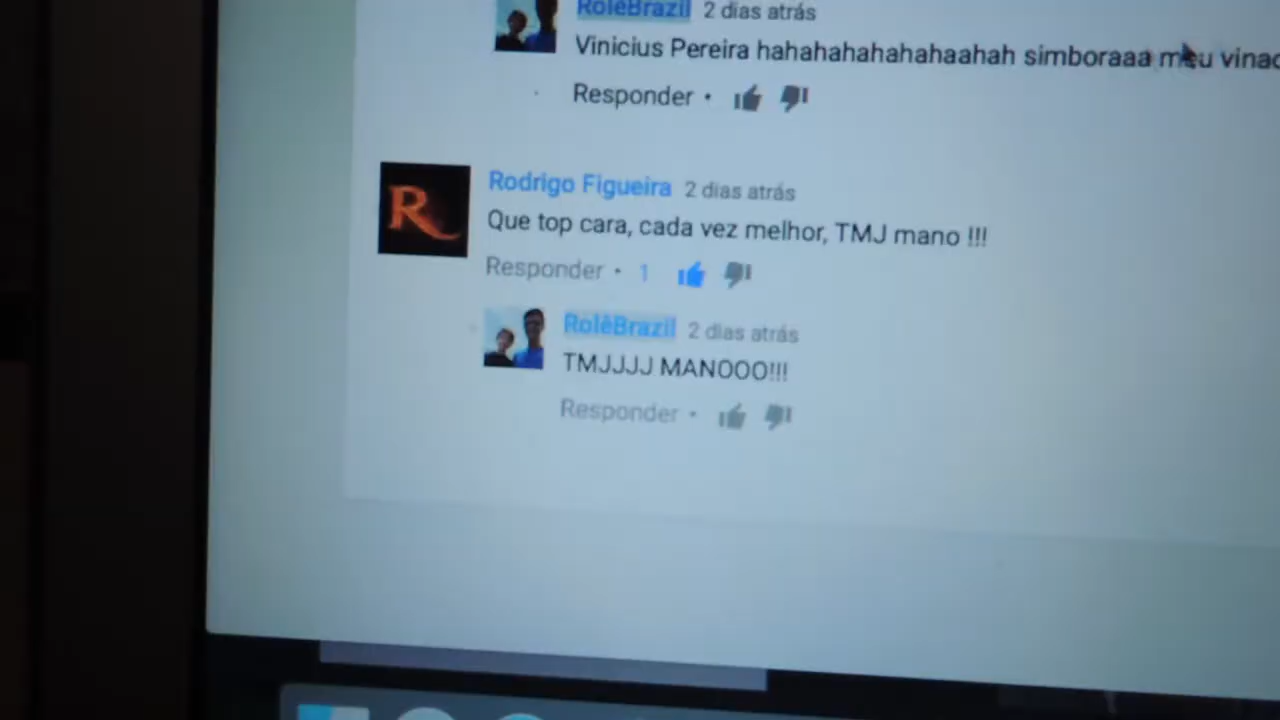 RolêBrazil 2 dias atrás
Vinicius Pereira hahahahahahahaahah simboraaa meu
Responder •
R
Rodrigo Figueira 2 dias atrás
Que top cara, cada vez melhor, TMJ mano !!!
Responder • 1
RolêBrazil 2 dias atrás
TMJJJJ MANOOO!!!
Responder •